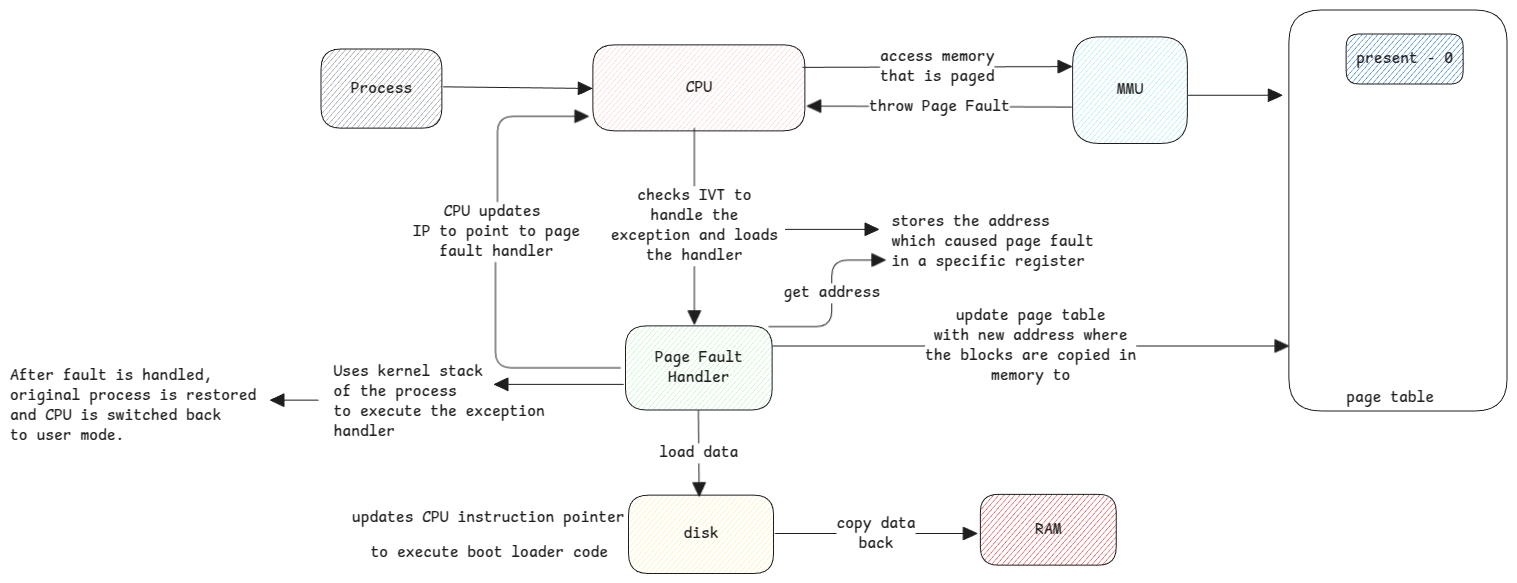 Process
CPU
access memory
that is paged
throw Page Fault
MMU
present - 0
CPU updates
IP to point to page
fault handler
checks IVT to
handle the
exception and loads
the handler
stores the address
which caused page fault
in a specific register
get address
update page table
with new address where
the blocks are copied in
memory to
Page Fault
Handler
After fault is handled,
original process is restored
and CPU is switched back
to user mode.
Uses kernel stack
of the process
to execute the exception
handler
page table
load data
updates CPU instruction pointer
to execute boot loader code
disk
copy data
back
RAM